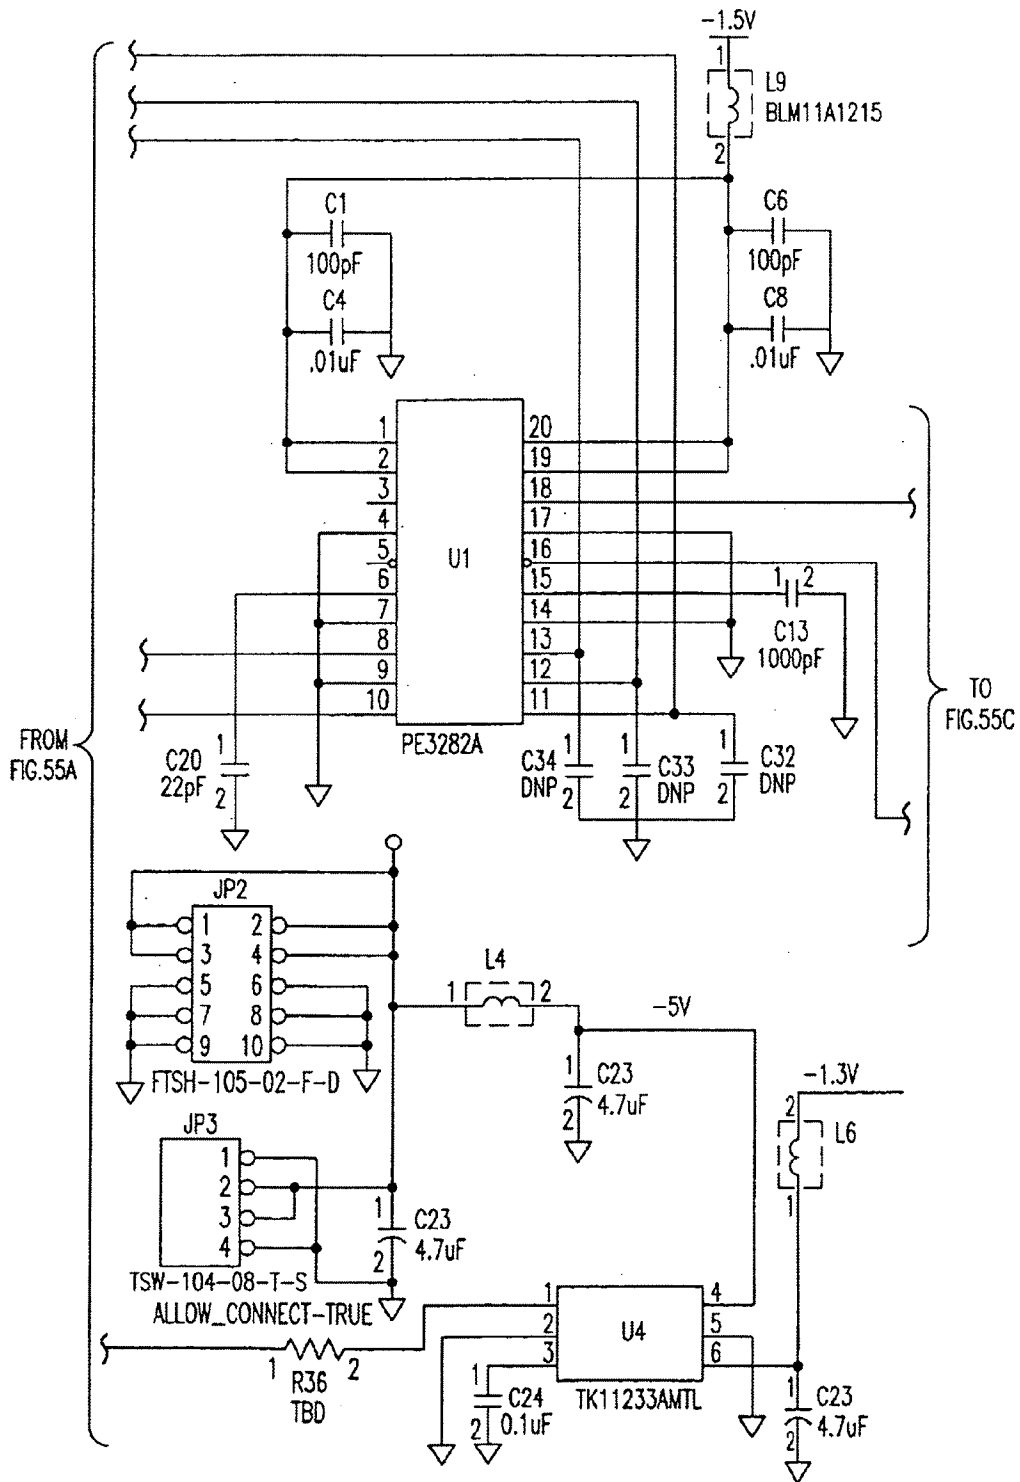 -1.5V
1
L9
BLM11A1215
2
C1
100pF
C4
.01uF
C6
100pF
C8
.01uF
1
2
3
4
5
6
7
8
9
10
U1
20
19
18
17
16
15
14
13
12
11
PE3282A
1 2
C13
1000pF
FROM
FIG.55A
TO
FIG.55C
C20
22pF
1
2
C34
DNP
1
2
C33
DNP
1
2
C32
DNP
1
2
JP2
1 2
3 4
5 6
7 8
9 10
FTSH-105-02-F-D
L4
1 2
-5V
1
C23
4.7uF
2
-1.3V
2
L6
1
JP3
1
2
3
4
TSW-104-08-T-S
ALLOW_CONNECT-TRUE
1
C23
4.7uF
2
1 2
R36
TBD
1
2
3
U4
4
5
6
TK11233AMTL
1
C24
0.1uF
2
1
C23
4.7uF
2